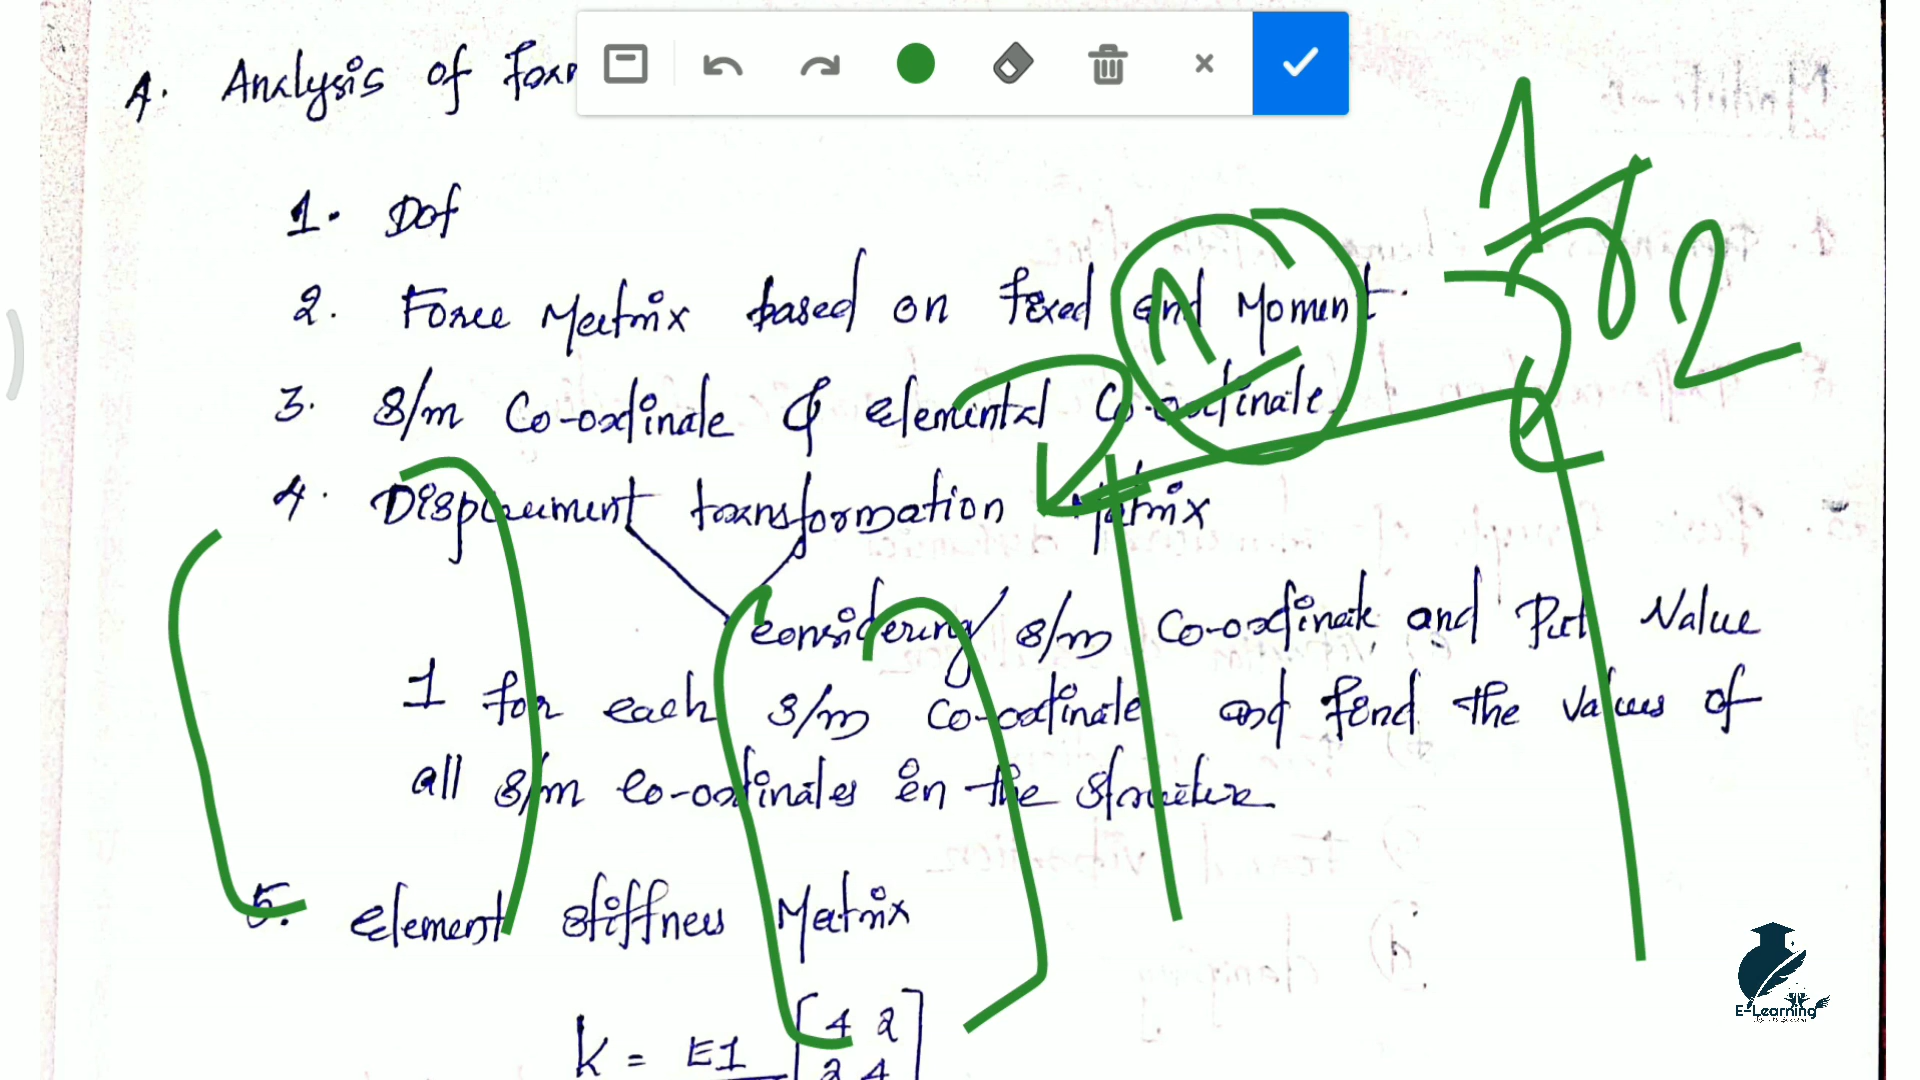 A. Analysis of
1. Dof
2. Force Matrix based on fixed end Moment.
3. S/m Co-ordinate & elemental Co-ordinate
4. Displacement transformation Matrix
considering s/m Co-ordinate and Put Value
1 for each s/m co-ordinate and find the values of
all s/m co-ordinates in the structure.
5. element stiffness Matrix
k = EI [4 2
2 4
1
2
E-Learning